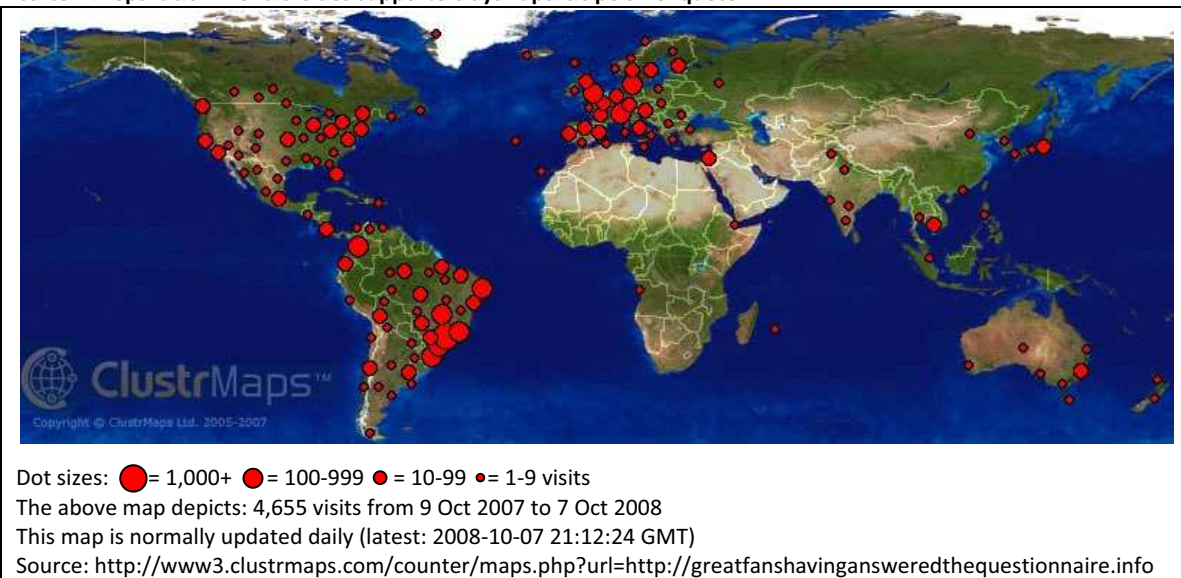 ClustrMaps™
Copyright © ClustrMaps Ltd. 2005-2007
Dot sizes: = 1,000+ = 100-999 = 10-99 = 1-9 visits
The above map depicts: 4,655 visits from 9 Oct 2007 to 7 Oct 2008
This map is normally updated daily (latest: 2008-10-07 21:12:24 GMT)
Source: http://www3.clustrmaps.com/counter/maps.php?url=http://greatfanshavingansweredthequestionnaire.info